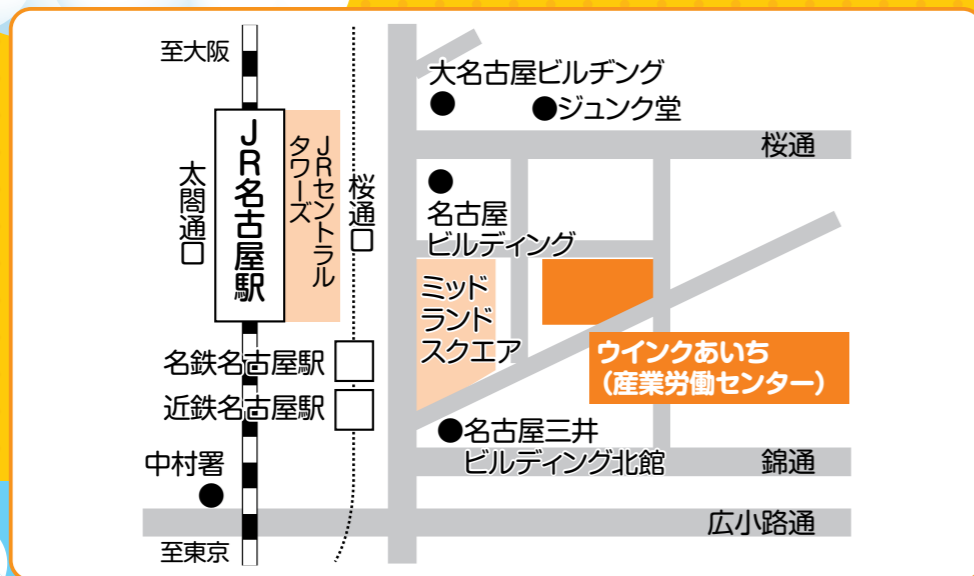 至大阪
大名古屋ビルヂング
ジュンク堂
桜通
JR名古屋駅
JRセントラル
タワーズ
太閤通口
桜通口
名古屋
ビルディング
ミッド
ランド
スクエア
ウインクあいち
（産業労働センター）
名鉄名古屋駅
近鉄名古屋駅
名古屋三井
ビルディング北館
錦通
中村署
広小路通
至東京